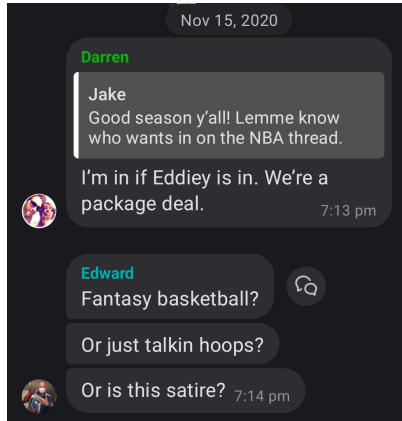 Nov 15, 2020
Darren
Jake
Good season y'all! Lemme know
who wants in on the NBA thread.
I'm in if Eddiey is in. We're a
package deal.
7:13 pm
Edward
Fantasy basketball?
Or just talkin hoops?
Or is this satire? 7:14 pm